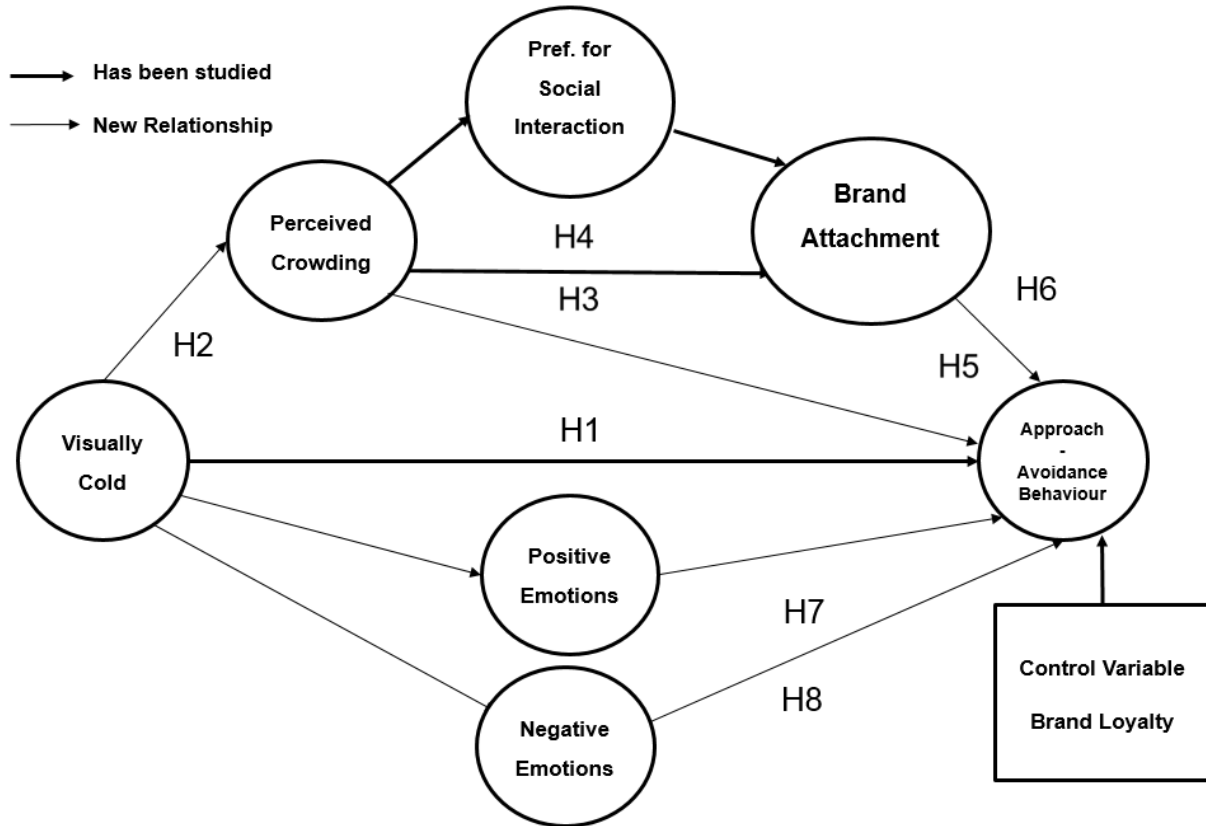 Has been studied
New Relationship
Pref. for
Social
Interaction
Brand
Attachment
Perceived
Crowding
H4
H3
H6
H2
H5
Visually
Cold
H1
Approach
-
Avoidance
Behaviour
Positive
Emotions
H7
H8
Negative
Emotions
Control Variable
Brand Loyalty